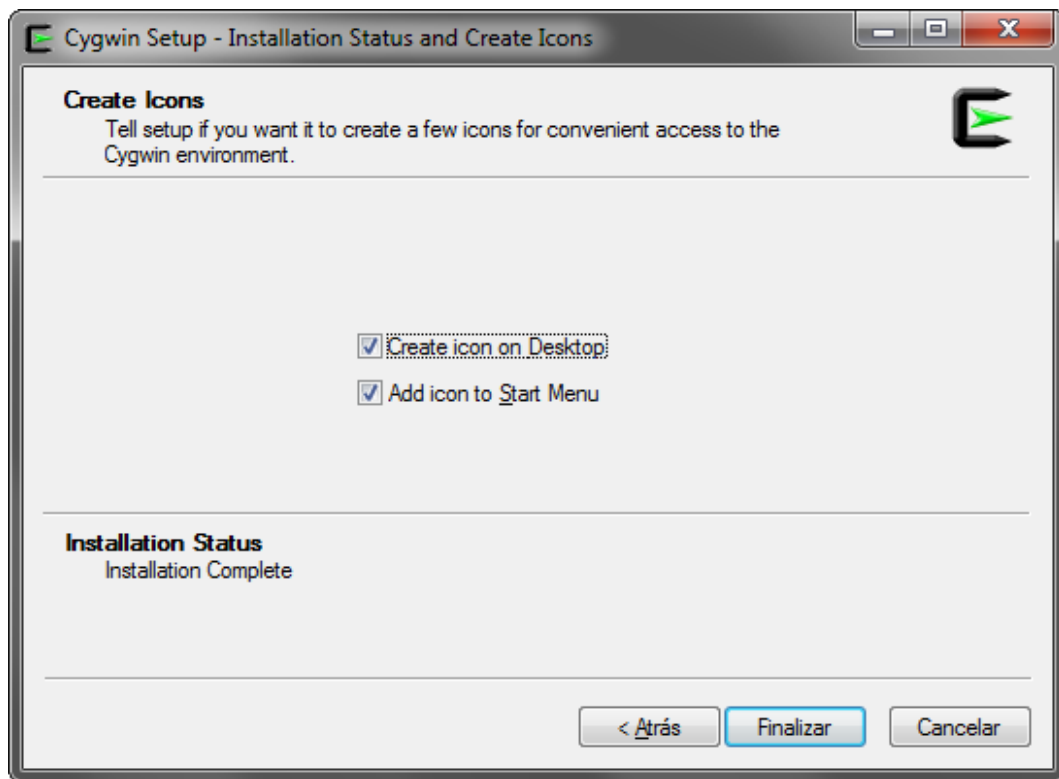 Cygwin Setup - Installation Status and Create Icons
Create Icons
Tell setup if you want it to create a few icons for convenient access to the
Cygwin environment.
Create icon on Desktop
Add icon to Start Menu
Installation Status
Installation Complete
< Atrás Finalizar Cancelar